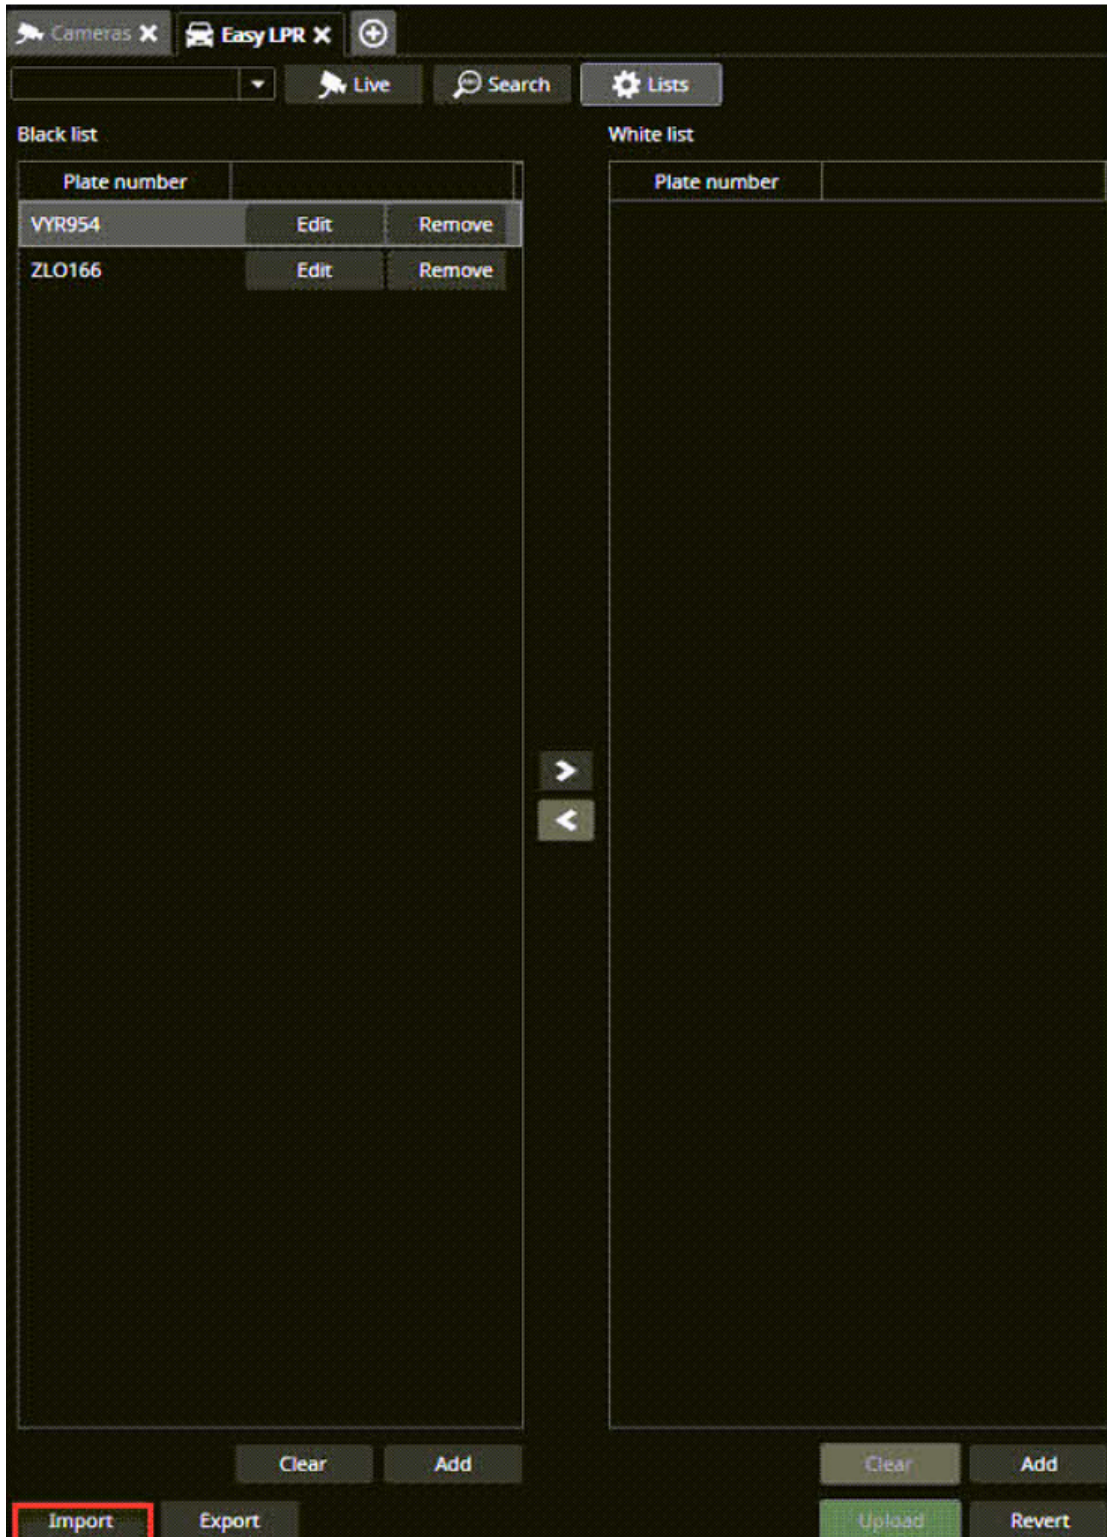 Cameras Easy LPR
Live Search Lists
Black list White list
Plate number Plate number
VYR954 Edit Remove
ZLO166 Edit Remove
Clear Add Clear Add
Import Export Upload Revert